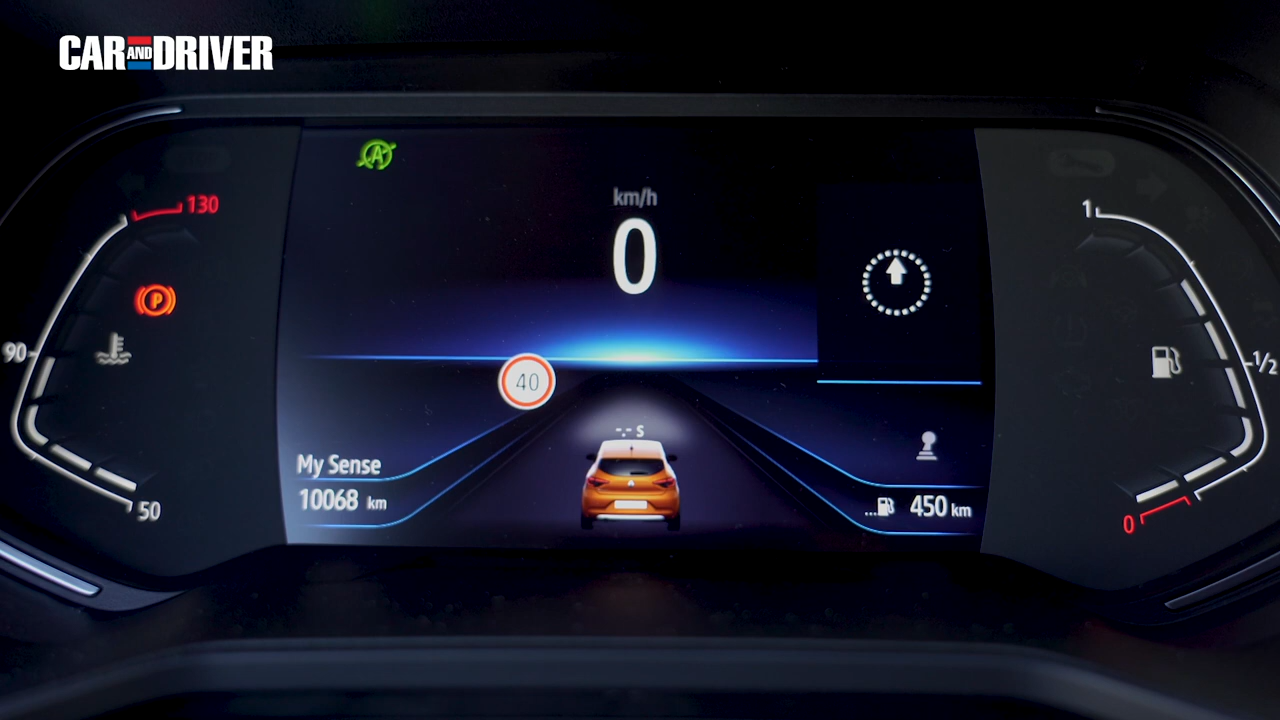 CAR AND DRIVER
A
km/h
0
130
1
P
90
1/2
40
-.- s
My Sense
10068 km
...450 km
50
0